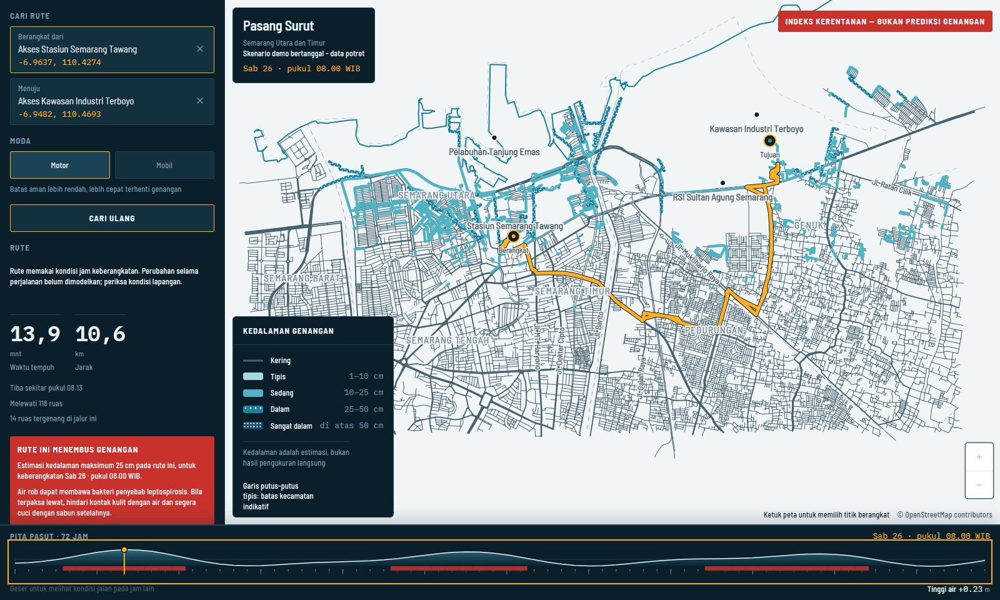 CARI RUTE
Berangkat dari
Akses Stasiun Semarang Tawang
-6.9637, 110.4274
Menuju
Akses Kawasan Industri Terboyo
-6.9482, 110.4693
MODA
Motor
Mobil
Batas aman lebih rendah, lebih cepat terhenti genangan
CARI ULANG
RUTE
Rute memakai kondisi jam keberangkatan. Perubahan selama
perjalanan belum dimodelkan; periksa kondisi lapangan.
13,9
10,6
mnt
km
Waktu tempuh
Jarak
Tiba sekitar pukul 08.13
Melewati 118 ruas
14 ruas tergenang di jalur ini
RUTE INI MENEMBUS GENANGAN
Estimasi kedalaman maksimum 25 cm pada rute ini, untuk
keberangkatan Sab 26 · pukul 08.00 WIB.
Air rob dapat membawa bakteri penyebab leptospirosis. Bila
terpaksa lewat, hindari kontak kulit dengan air dan segera
cuci dengan sabun setelahnya.
Pasang Surut
Semarang Utara dan Timur
Skenario demo bertanggal - data potret
Sab 26 · pukul 08.00 WIB
INDEKS KERENTANAN — BUKAN PREDIKSI GENANGAN
Kawasan Industri Terboyo
Tujuan
Pelabuhan Tanjung Emas
Jl. Ratan Cilik
SEMARANG UTARA
RSI Sultan Agung Semarang
Stasiun Semarang Tawang
GENUK
Berangkat
Jl. Muktiharjo Raya
SEMARANG BARAT
SEMARANG TIMUR
PEDURUNGAN
Jl. Barito
SEMARANG TENGAH
Jl. MT. Haryono
Jl. Dokter Cipto
Jl. Gajah Raya
KEDALAMAN GENANGAN
Kering
Tipis 1–10 cm
Sedang 10–25 cm
Dalam 25–50 cm
Sangat dalam di atas 50 cm
Kedalaman adalah estimasi, bukan
hasil pengukuran langsung
Garis putus-putus
tipis: batas kecamatan
indikatif
+
−
Ketuk peta untuk memilih titik berangkat
© OpenStreetMap contributors
PITA PASUT · 72 JAM
Sab 26 · pukul 08.00 WIB
Geser untuk melihat kondisi jalan pada jam lain
Tinggi air +0.23 m